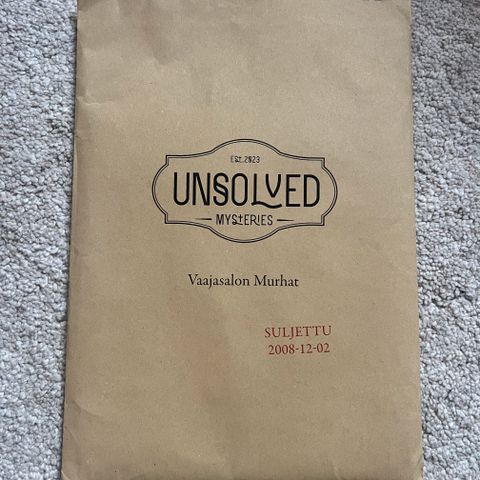 EST. 2023
UNSOLVED
MYSTERIES
Vaajasalon Murhat
SULJETTU
2008-12-02